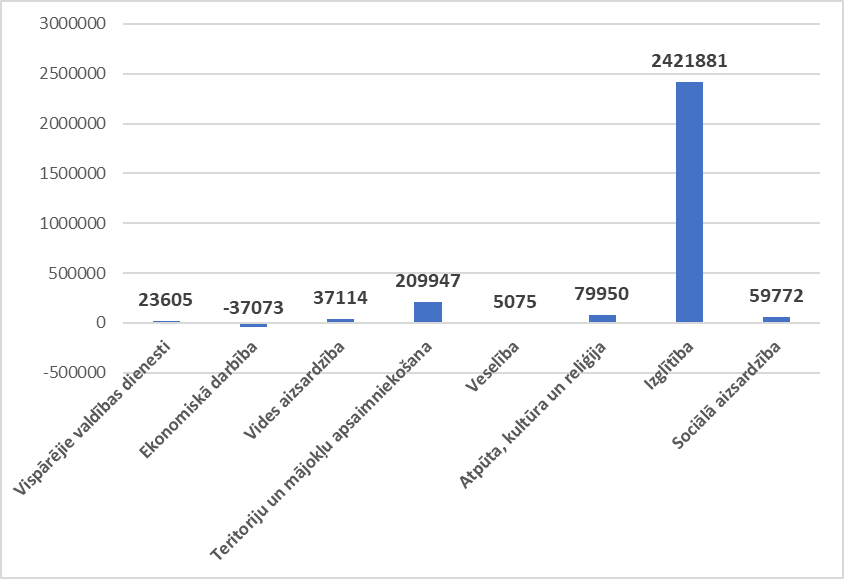 3000000
2500000
2000000
1500000
1000000
500000
0
-500000
23605
-37073
37114
209947
5075
79950
2421881
59772
Vispārējie valdības dienesti
Ekonomiskā darbība
Vides aizsardzība
Teritoriju un mājokļu apsaimniekošana
Veselība
Atpūta, kultūra un reliģija
Izglītība
Sociālā aizsardzība